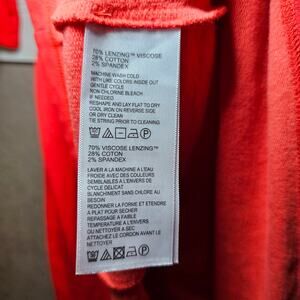 70% LENZING™ VISCOSE
28% COTON
2% SPANDEX
MACHINE WASH COLD
WITH LIKE COLORS INSIDE OUT
GENTLE CYCLE
NON CHLORINE BLEACH
IF NEEDED
RESHAPE AND LAY FLAT TO DRY
COOL IRON ON REVERSE SIDE
OR DRY CLEAN
TIE STRING PRIOR TO CLEANING
70% VISCOSE LENZING™
28% COTON
2% SPANDEX
LAVER A LA MACHINE A L'EAU
FROIDE AVEC DE COULEURS
SEMBLABLES A L'ENVERS DE
CYCLE DELICAT
BLANCHIMENT SANS CHLORE AU
BESOIN
REDONNER LA FORME ET ETENDRE
A PLAT POUR SECHER
REPASSAGE A FAIBLE
TEMPERATURE A L'ENVERS
OU NETTOYER A SEC
ATTACHEZ LE CORDON AVANT LE
NETTOYER